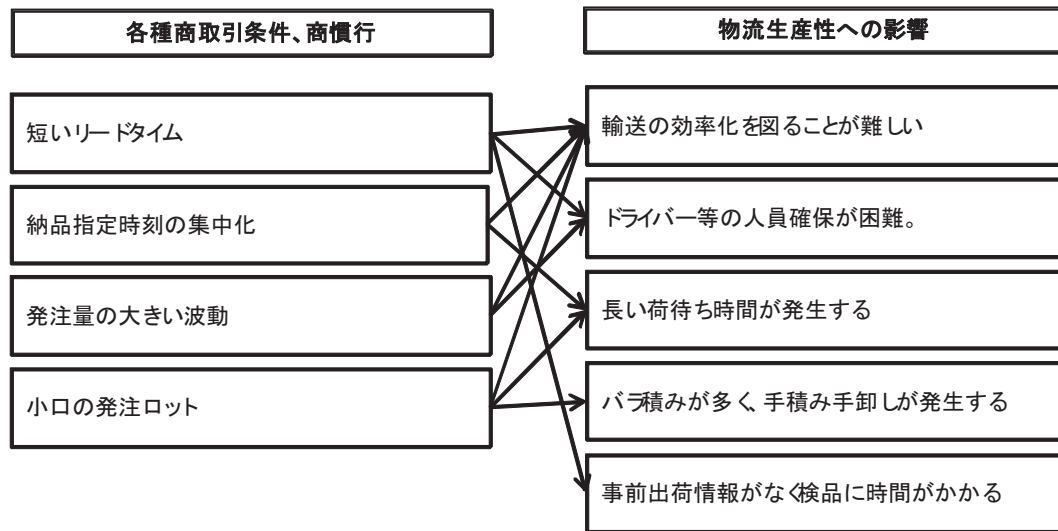 各種商取引条件、商慣行
短いリードタイム
納品指定時刻の集中化
発注量の大きい波動
小口の発注ロット
物流生産性への影響
輸送の効率化を図ることが難しい
ドライバー等の人員確保が困難。
長い荷待ち時間が発生する
バラ積みが多く、手積み手卸しが発生する
事前出荷情報がなく検品に時間がかかる